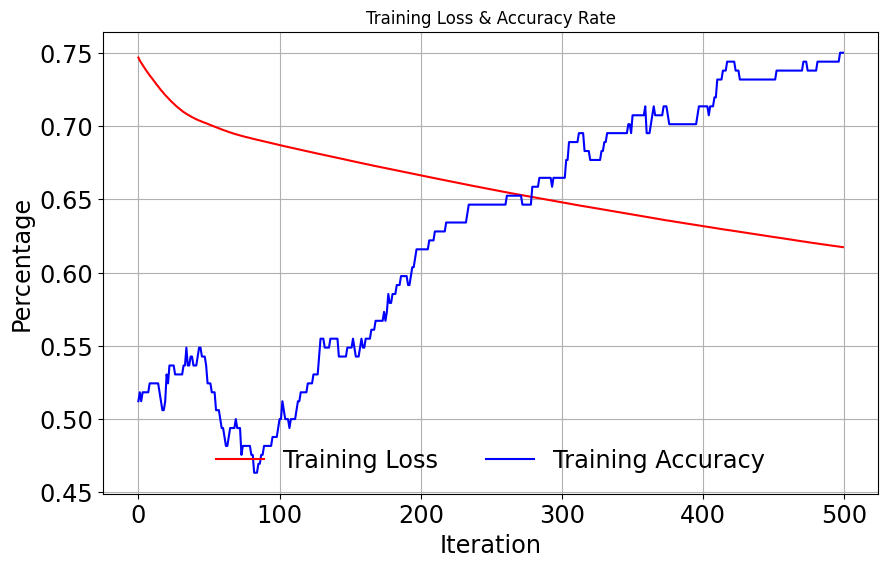 Training Loss & Accuracy Rate
0.75
0.70
0.65
0.60
0.55
0.50
0.45
Percentage
Training Loss
Training Accuracy
0 100 200 300 400 500
Iteration